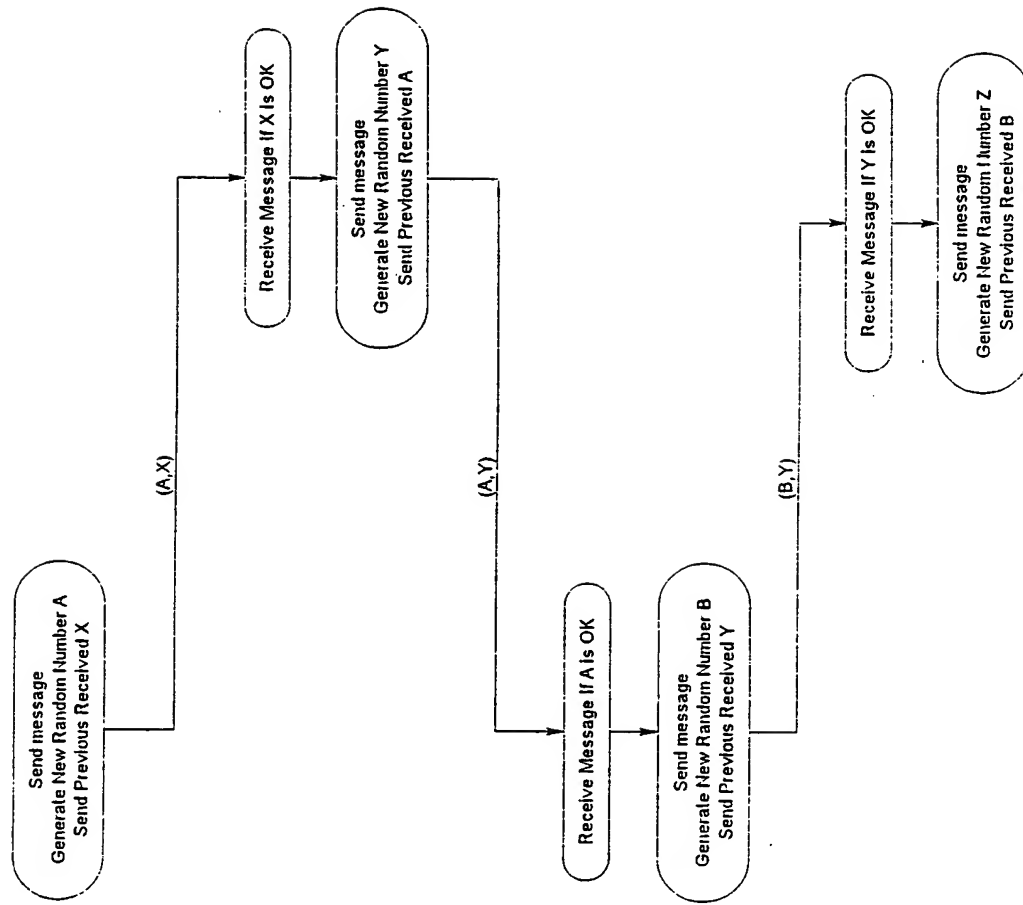 Send message
Generate New Random Number A
Send Previous Received X
(A,X)
Receive Message If X Is OK
Send message
Generate New Random Number Y
Send Previous Received A
(A,Y)
Receive Message If A Is OK
Send message
Generate New Random Number B
Send Previous Received Y
(B,Y)
Receive Message If Y Is OK
Send message
Generate New Random Number Z
Send Previous Received B